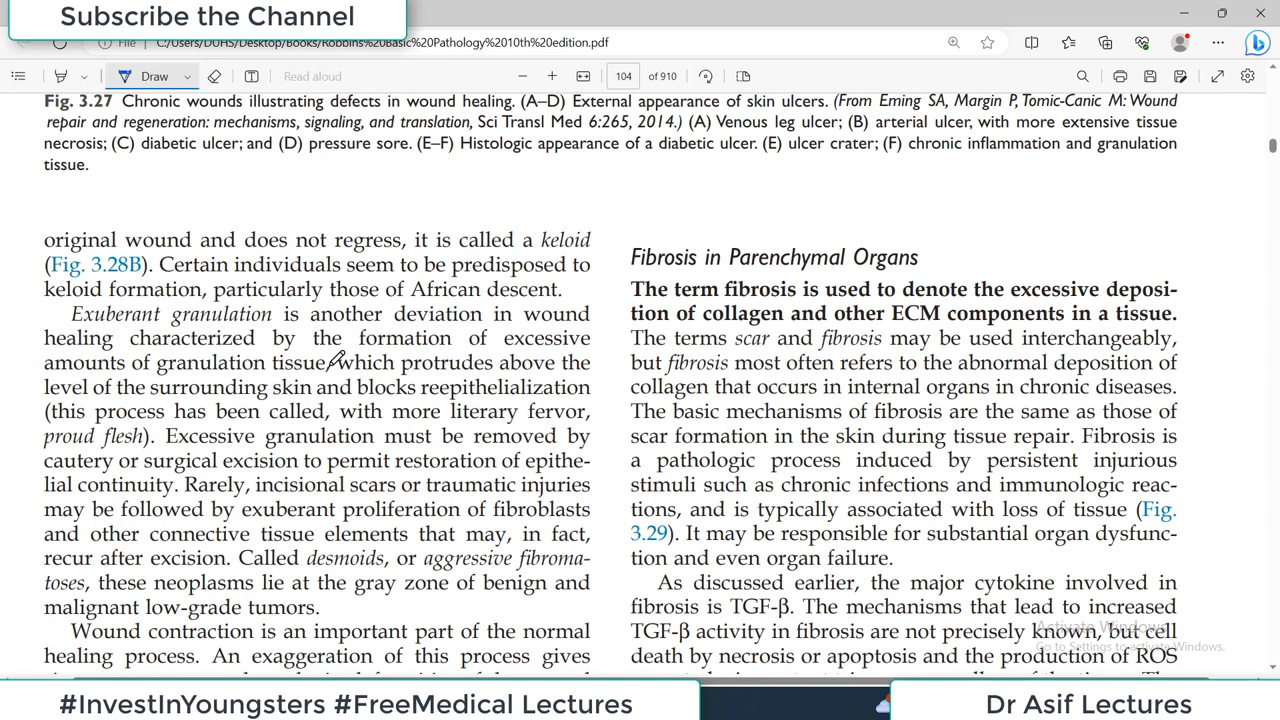 Subscribe the Channel
File C:/Users/DUHS/Desktop/Books/Robbins%20Basic%20Pathology%2010th%20edition.pdf
Draw Read aloud 104 of 910
Fig. 3.27 Chronic wounds illustrating defects in wound healing. (A–D) External appearance of skin ulcers. (From Eming SA, Margin P, Tomic-Canic M: Wound
repair and regeneration: mechanisms, signaling, and translation, Sci Transl Med 6:265, 2014.) (A) Venous leg ulcer; (B) arterial ulcer, with more extensive tissue
necrosis; (C) diabetic ulcer; and (D) pressure sore. (E–F) Histologic appearance of a diabetic ulcer. (E) ulcer crater; (F) chronic inflammation and granulation
tissue.
original wound and does not regress, it is called a keloid
(Fig. 3.28B). Certain individuals seem to be predisposed to
keloid formation, particularly those of African descent.
Exuberant granulation is another deviation in wound
healing characterized by the formation of excessive
amounts of granulation tissue, which protrudes above the
level of the surrounding skin and blocks reepithelialization
(this process has been called, with more literary fervor,
proud flesh). Excessive granulation must be removed by
cautery or surgical excision to permit restoration of epithe-
lial continuity. Rarely, incisional scars or traumatic injuries
may be followed by exuberant proliferation of fibroblasts
and other connective tissue elements that may, in fact,
recur after excision. Called desmoids, or aggressive fibroma-
toses, these neoplasms lie at the gray zone of benign and
malignant low-grade tumors.
Wound contraction is an important part of the normal
healing process. An exaggeration of this process gives
Fibrosis in Parenchymal Organs
The term fibrosis is used to denote the excessive deposi-
tion of collagen and other ECM components in a tissue.
The terms scar and fibrosis may be used interchangeably,
but fibrosis most often refers to the abnormal deposition of
collagen that occurs in internal organs in chronic diseases.
The basic mechanisms of fibrosis are the same as those of
scar formation in the skin during tissue repair. Fibrosis is
a pathologic process induced by persistent injurious
stimuli such as chronic infections and immunologic reac-
tions, and is typically associated with loss of tissue (Fig.
3.29). It may be responsible for substantial organ dysfunc-
tion and even organ failure.
As discussed earlier, the major cytokine involved in
fibrosis is TGF-β. The mechanisms that lead to increased
TGF-β activity in fibrosis are not precisely known, but cell
death by necrosis or apoptosis and the production of ROS
Activate Windows
Go to Settings to activate Windows.
#InvestInYoungsters #FreeMedical Lectures
Dr Asif Lectures